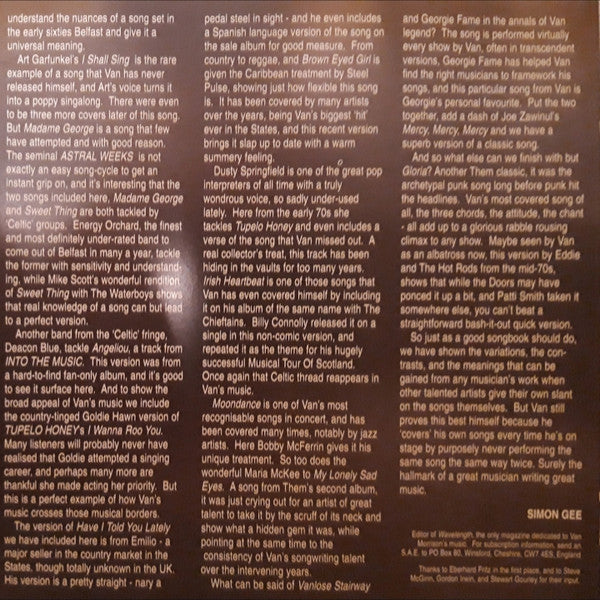 understand the nuances of a song set in
the early sixties Belfast and give it a
universal meaning.
Art Garfunkel's I Shall Sing is the rare
example of a song that Van has never
released himself, and Art's voice turns it
into a poppy singalong. There were even
to be three more covers later of this song.
But Madame George is a song that few
have attempted and with good reason.
The seminal ASTRAL WEEKS is not
exactly an easy song-cycle to get an
instant grip on, and it's interesting that the
two songs included here, Madame George
and Sweet Thing are both tackled by
'Celtic' groups. Energy Orchard, the finest
and most definitely under-rated band to
come out of Belfast in many a year, tackle
the former with sensitivity and understand-
ing, while Mike Scott's wonderful rendition
of Sweet Thing with The Waterboys shows
that real knowledge of a song can but lead
to a perfect version.
Another band from the 'Celtic' fringe,
Deacon Blue, tackle Angeliou, a track from
INTO THE MUSIC. This version was from
a hard-to-find fan-only album, and it's good
to see it surface here. And to show the
broad appeal of Van's music we include
the country-tinged Goldie Hawn version of
TUPELO HONEY's I Wanna Roo You.
Many listeners will probably never have
realised that Goldie attempted a singing
career, and perhaps many more are
thankful she made acting her priority. But
this is a perfect example of how Van's
music crosses those musical borders.
The version of Have I Told You Lately
we have included here is from Emilio - a
major seller in the country market in the
States, though totally unknown in the UK.
His version is a pretty straight - nary a
pedal steel in sight - and he even includes
a Spanish language version of the song on
the sale album for good measure. From
country to reggae, and Brown Eyed Girl is
given the Caribbean treatment by Steel
Pulse, showing just how flexible this song
is. It has been covered by many artists
over the years, being Van's biggest 'hit'
ever in the States, and this recent version
brings it slap up to date with a warm
summery feeling.
Dusty Springfield is one of the great pop
interpreters of all time with a truly
wondrous voice, so sadly under-used
lately. Here from the early 70s she
tackles Tupelo Honey and even includes a
verse of the song that Van missed out. A
real collector's treat, this track has been
hiding in the vaults for too many years.
Irish Heartbeat is one of those songs that
Van has even covered himself by including
it on his album of the same name with The
Chieftains. Billy Connolly released it on a
single in this non-comic version, and
repeated it as the theme for his hugely
successful Musical Tour Of Scotland.
Once again that Celtic thread reappears in
Van's music.
Moondance is one of Van's most
recognisable songs in concert, and has
been covered many times, notably by jazz
artists. Here Bobby McFerrin gives it his
unique treatment. So too does the
wonderful Maria McKee to My Lonely Sad
Eyes. A song from Them's second album,
it was just crying out for an artist of great
talent to take it by the scruff of its neck and
show what a hidden gem it was, while
pointing at the same time to the
consistency of Van's songwriting talent
over the intervening years.
What can be said of Vanlose Stairway
and Georgie Fame in the annals of Van
legend? The song is performed virtually
every show by Van, often in transcendent
versions, Georgie Fame has helped Van
find the right musicians to framework his
songs, and this particular song from Van is
Georgie's personal favourite. Put the two
together, add a dash of Joe Zawinul's
Mercy, Mercy, Mercy and we have a
superb version of a classic song.
And so what else can we finish with but
Gloria? Another Them classic, it was the
archetypal punk song long before punk hit
the headlines. Van's most covered song of
all, the three chords, the attitude, the chant
- all add up to a glorious rabble rousing
climax to any show. Maybe seen by Van
as an albatross now, this version by Eddie
and The Hot Rods from the mid-70s,
shows that while the Doors may have
ponced it up a bit, and Patti Smith taken it
somewhere else, you can't beat a
straightforward bash-it-out quick version.
So just as a good songbook should do,
we have shown the variations, the con-
trasts, and the meanings that can be
gained from any musician's work when
other talented artists give their own slant
on the songs themselves. But Van still
proves this best himself because he
'covers' his own songs every time he's on
stage by purposely never performing the
same song the same way twice. Surely the
hallmark of a great musician writing great
music.
SIMON GEE
Editor of Wavelength, the only magazine dedicated to Van
Morrison's music. For subscription information, send an
S.A.E. to PO Box 80, Winsford, Cheshire, CW7 4ES, England
Thanks to Eberhard Fritz in the first place, and to Steve
McGinn, Gordon Irwin, and Stewart Gourley for their input.